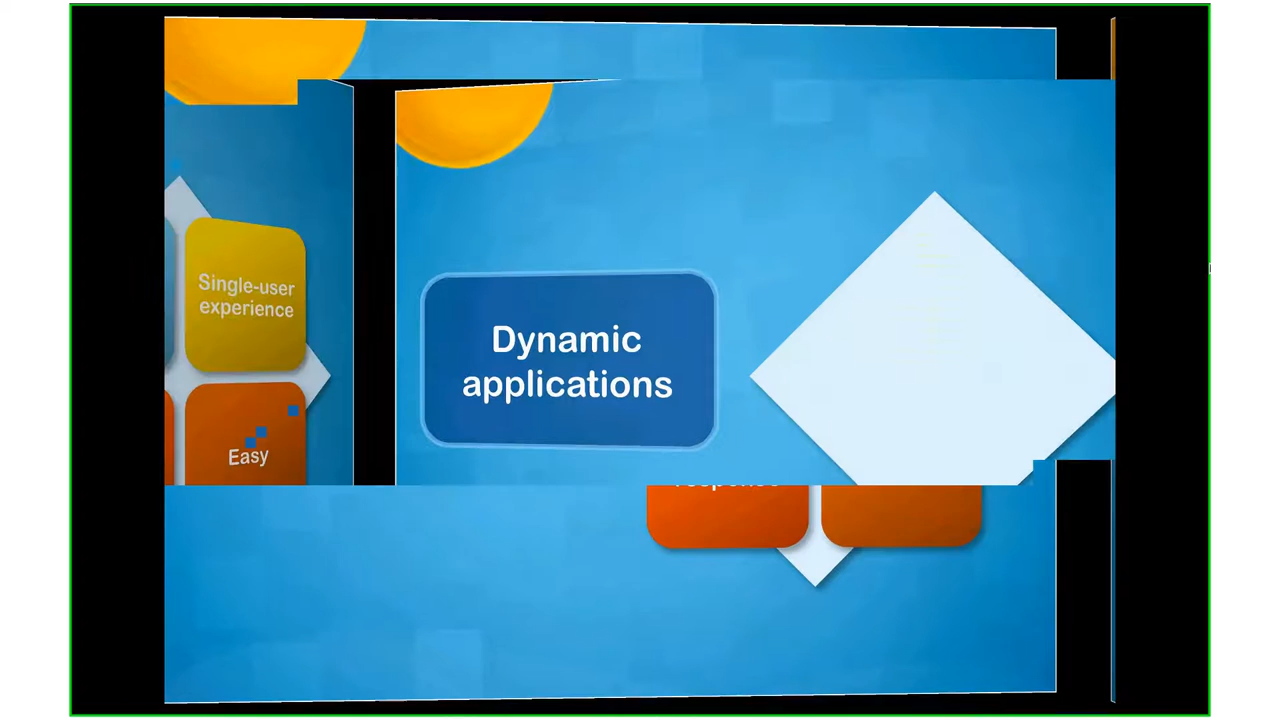 Single-user
experience
Easy
Dynamic
applications